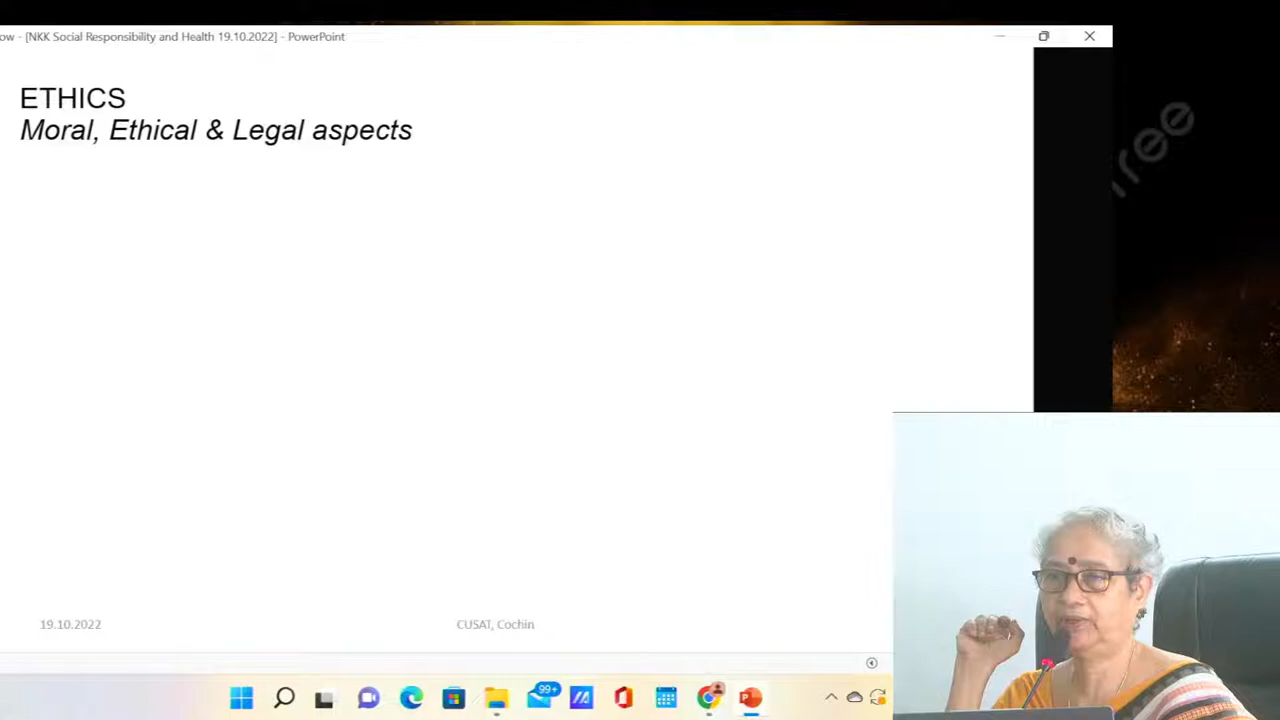 ow - [NKK Social Responsibility and Health 19.10.2022] - PowerPoint
ETHICS
Moral, Ethical & Legal aspects
ree
19.10.2022
CUSAT, Cochin
99+